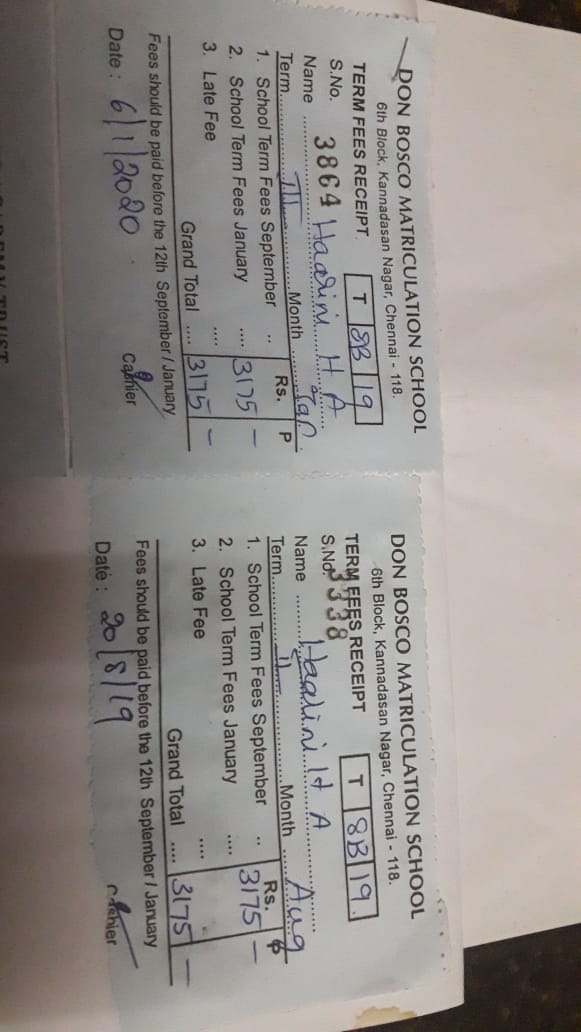 DON BOSCO MATRICULATION SCHOOL
6th Block, Kannadasan Nagar, Chennai - 118.
TERM FEES RECEIPT T 8B 19
S.No. 3864
Name Haarini H A
Term III Month Jan
Rs. P
1. School Term Fees September ..
2. School Term Fees January .... 3175 -
3. Late Fee ....
Grand Total .... 3175 -
Fees should be paid before the 12th September / January
Date : 6/1/2020 Cashier
DON BOSCO MATRICULATION SCHOOL
6th Block, Kannadasan Nagar, Chennai - 118.
TERM FEES RECEIPT T 8B 19
S.No. 3338
Name Haarini H A
Term II Month Aug
Rs. P
1. School Term Fees September .. 3175 -
2. School Term Fees January ....
3. Late Fee ....
Grand Total .... 3175 -
Fees should be paid before the 12th September / January
Date : 20/8/19 Cashier
TRUST